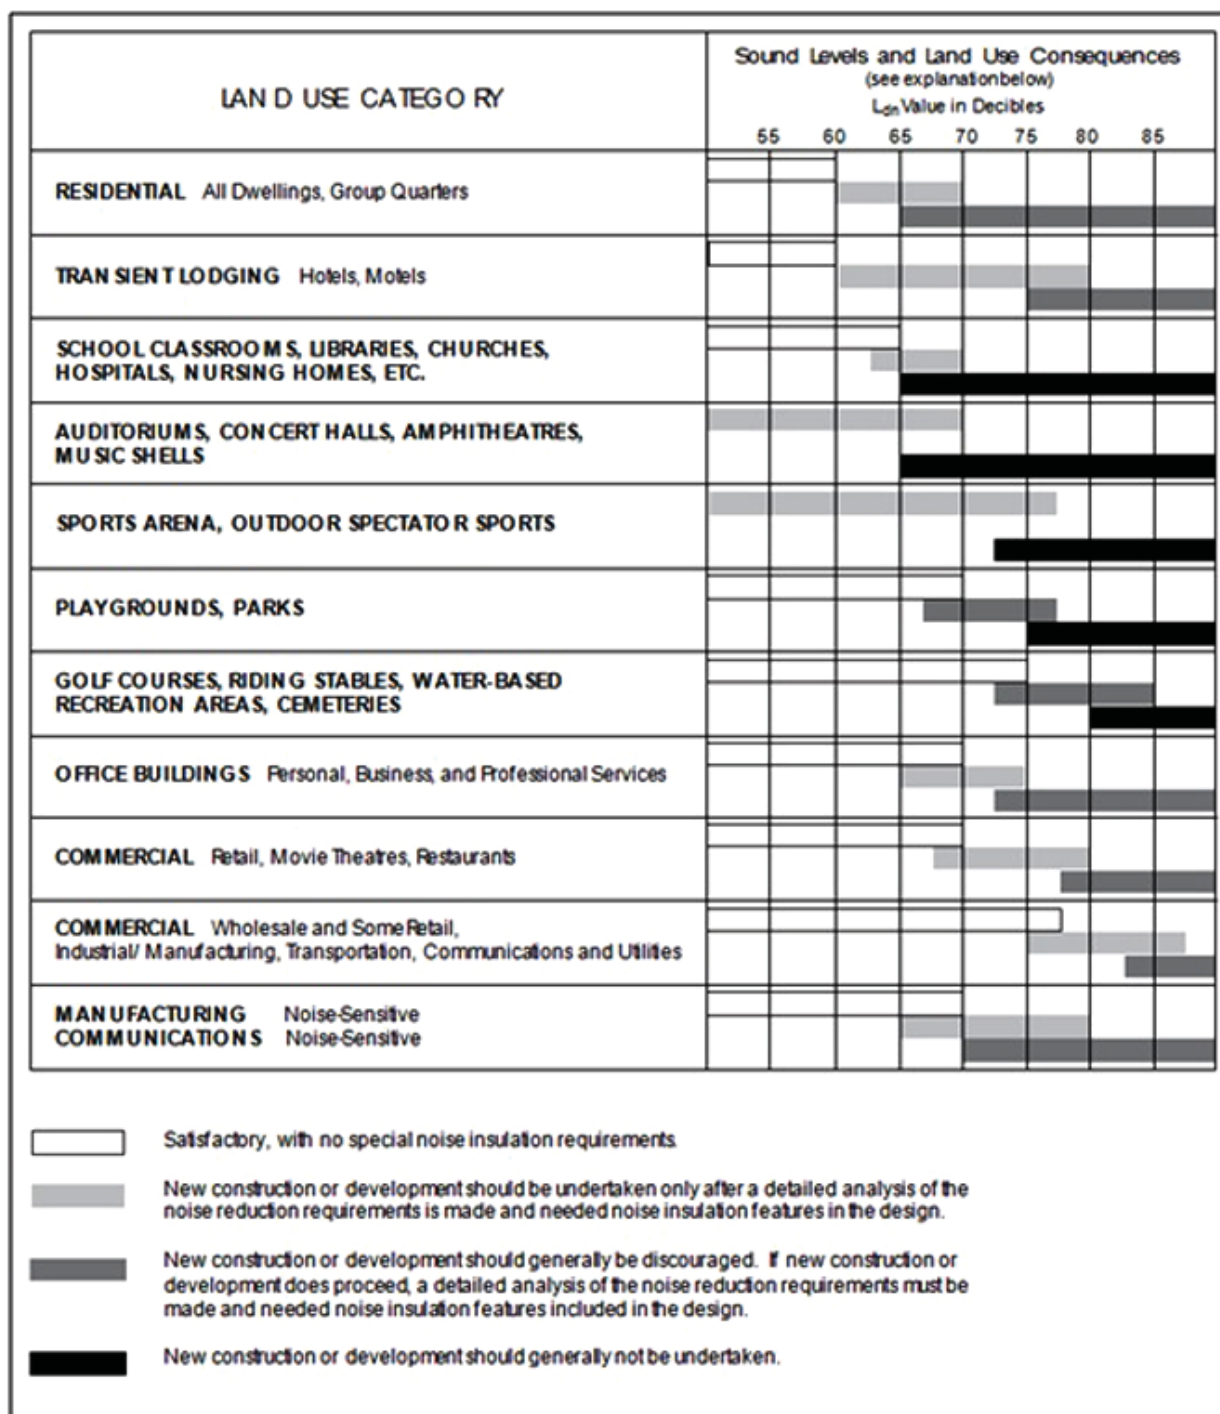 LAND USE CATEGORY
Sound Levels and Land Use Consequences
(see explanation below)
Ldn Value in Decibles
55 60 65 70 75 80 85
RESIDENTIAL All Dwellings, Group Quarters
TRANSIENT LODGING Hotels, Motels
SCHOOL CLASSROOMS, LIBRARIES, CHURCHES,
HOSPITALS, NURSING HOMES, ETC.
AUDITORIUMS, CONCERT HALLS, AMPHITHEATRES,
MUSIC SHELLS
SPORTS ARENA, OUTDOOR SPECTATOR SPORTS
PLAYGROUNDS, PARKS
GOLF COURSES, RIDING STABLES, WATER-BASED
RECREATION AREAS, CEMETERIES
OFFICE BUILDINGS Personal, Business, and Professional Services
COMMERCIAL Retail, Movie Theatres, Restaurants
COMMERCIAL Wholesale and Some Retail,
Industrial/ Manufacturing, Transportation, Communications and Utilities
MANUFACTURING Noise-Sensitive
COMMUNICATIONS Noise-Sensitive
Satisfactory, with no special noise insulation requirements.
New construction or development should be undertaken only after a detailed analysis of the
noise reduction requirements is made and needed noise insulation features in the design.
New construction or development should generally be discouraged. If new construction or
development does proceed, a detailed analysis of the noise reduction requirements must be
made and needed noise insulation features included in the design.
New construction or development should generally not be undertaken.